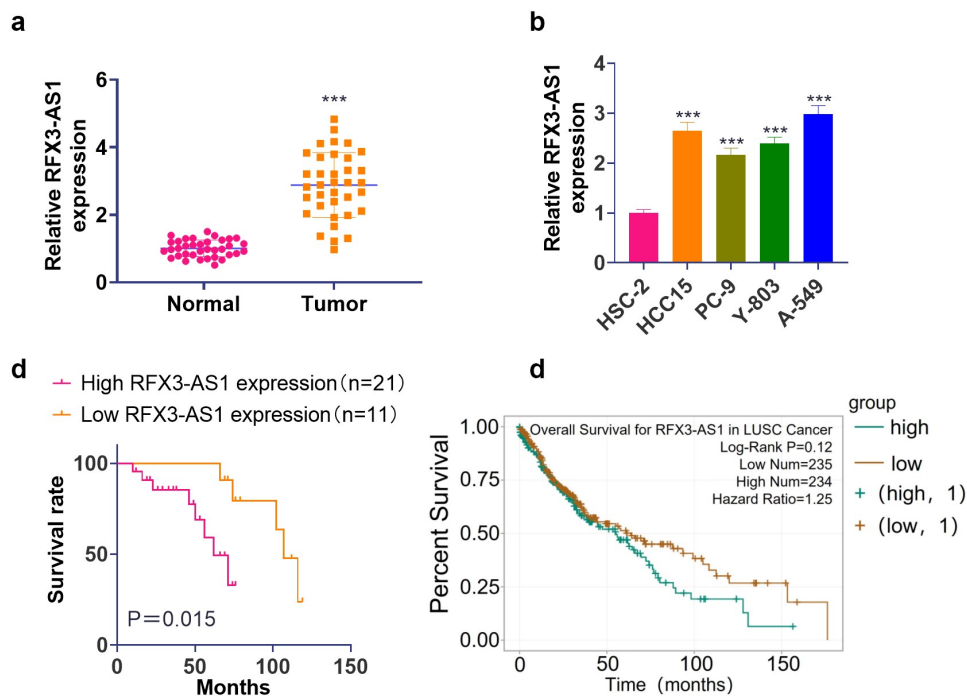 a
Relative RFX3-AS1
expression
6
4
2
0
***
Normal
Tumor
b
Relative RFX3-AS1
expression
4
3
2
1
0
***
***
***
***
HSC-2
HCC15
PC-9
Y-803
A-549
d
High RFX3-AS1 expression(n=21)
Low RFX3-AS1 expression(n=11)
Survival rate
100
50
0
P=0.015
0
50
100
150
Months
d
Percent Survival
1.00
0.75
0.50
0.25
0.00
Overall Survival for RFX3-AS1 in LUSC Cancer
Log-Rank P=0.12
Low Num=235
High Num=234
Hazard Ratio=1.25
0
50
100
150
Time (months)
group
high
low
(high, 1)
(low, 1)